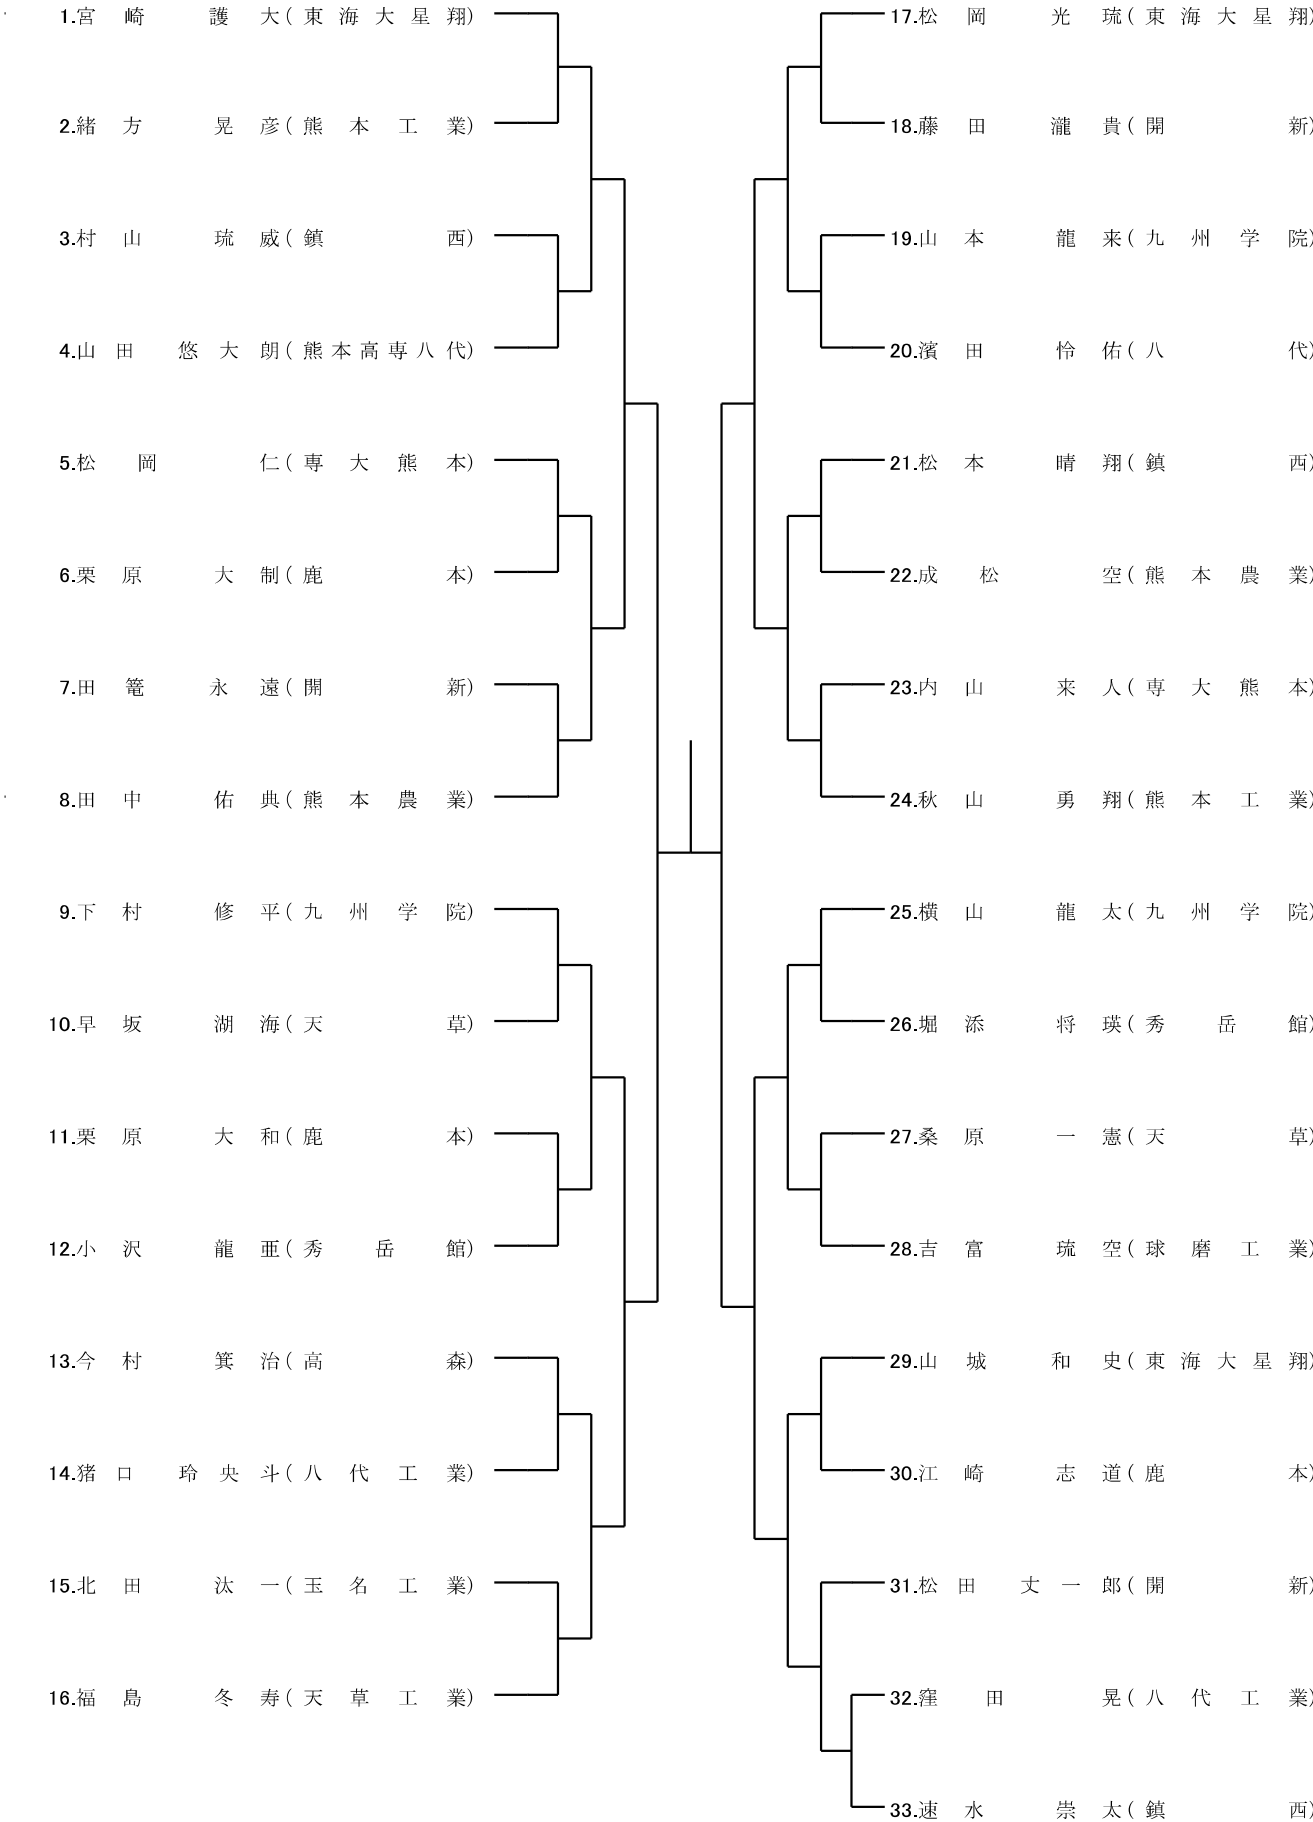 1.宮崎 護大(東海大星翔)
2.緒方 晃彦(熊本工業)
3.村山 琉威(鎮西)
4.山田 悠大朗(熊本高専八代)
5.松岡 仁(専大熊本)
6.栗原 大制(鹿本)
7.田篭 永遠(開新)
8.田中 佑典(熊本農業)
9.下村 修平(九州学院)
10.早坂 湖海(天草)
11.栗原 大和(鹿本)
12.小沢 龍亜(秀岳館)
13.今村 箕治(高森)
14.猪口 玲央斗(八代工業)
15.北田 汰一(玉名工業)
16.福島 冬寿(天草工業)
17.松岡 光琉(東海大星翔)
18.藤田 瀧貴(開新)
19.山本 龍来(九州学院)
20.濱田 怜佑(八代)
21.松本 晴翔(鎮西)
22.成松 空(熊本農業)
23.内山 来人(専大熊本)
24.秋山 勇翔(熊本工業)
25.横山 龍太(九州学院)
26.堀添 将瑛(秀岳館)
27.桑原 一憲(天草)
28.吉富 琉空(球磨工業)
29.山城 和史(東海大星翔)
30.江崎 志道(鹿本)
31.松田 丈一郎(開新)
32.窪田 晃(八代工業)
33.速水 崇太(鎮西)